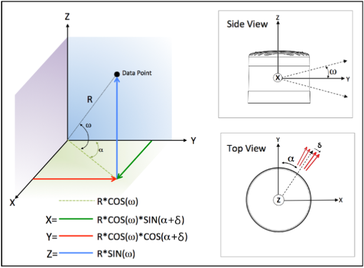 Z
Data Point
R
ω
α
Y
X
R*COS(ω)
X= R*COS(ω)*SIN(α+δ)
Y= R*COS(ω)*COS(α+δ)
Z= R*SIN(ω)
Side View
Z
ω
X
Y
Top View
Y
α
δ
Z
X